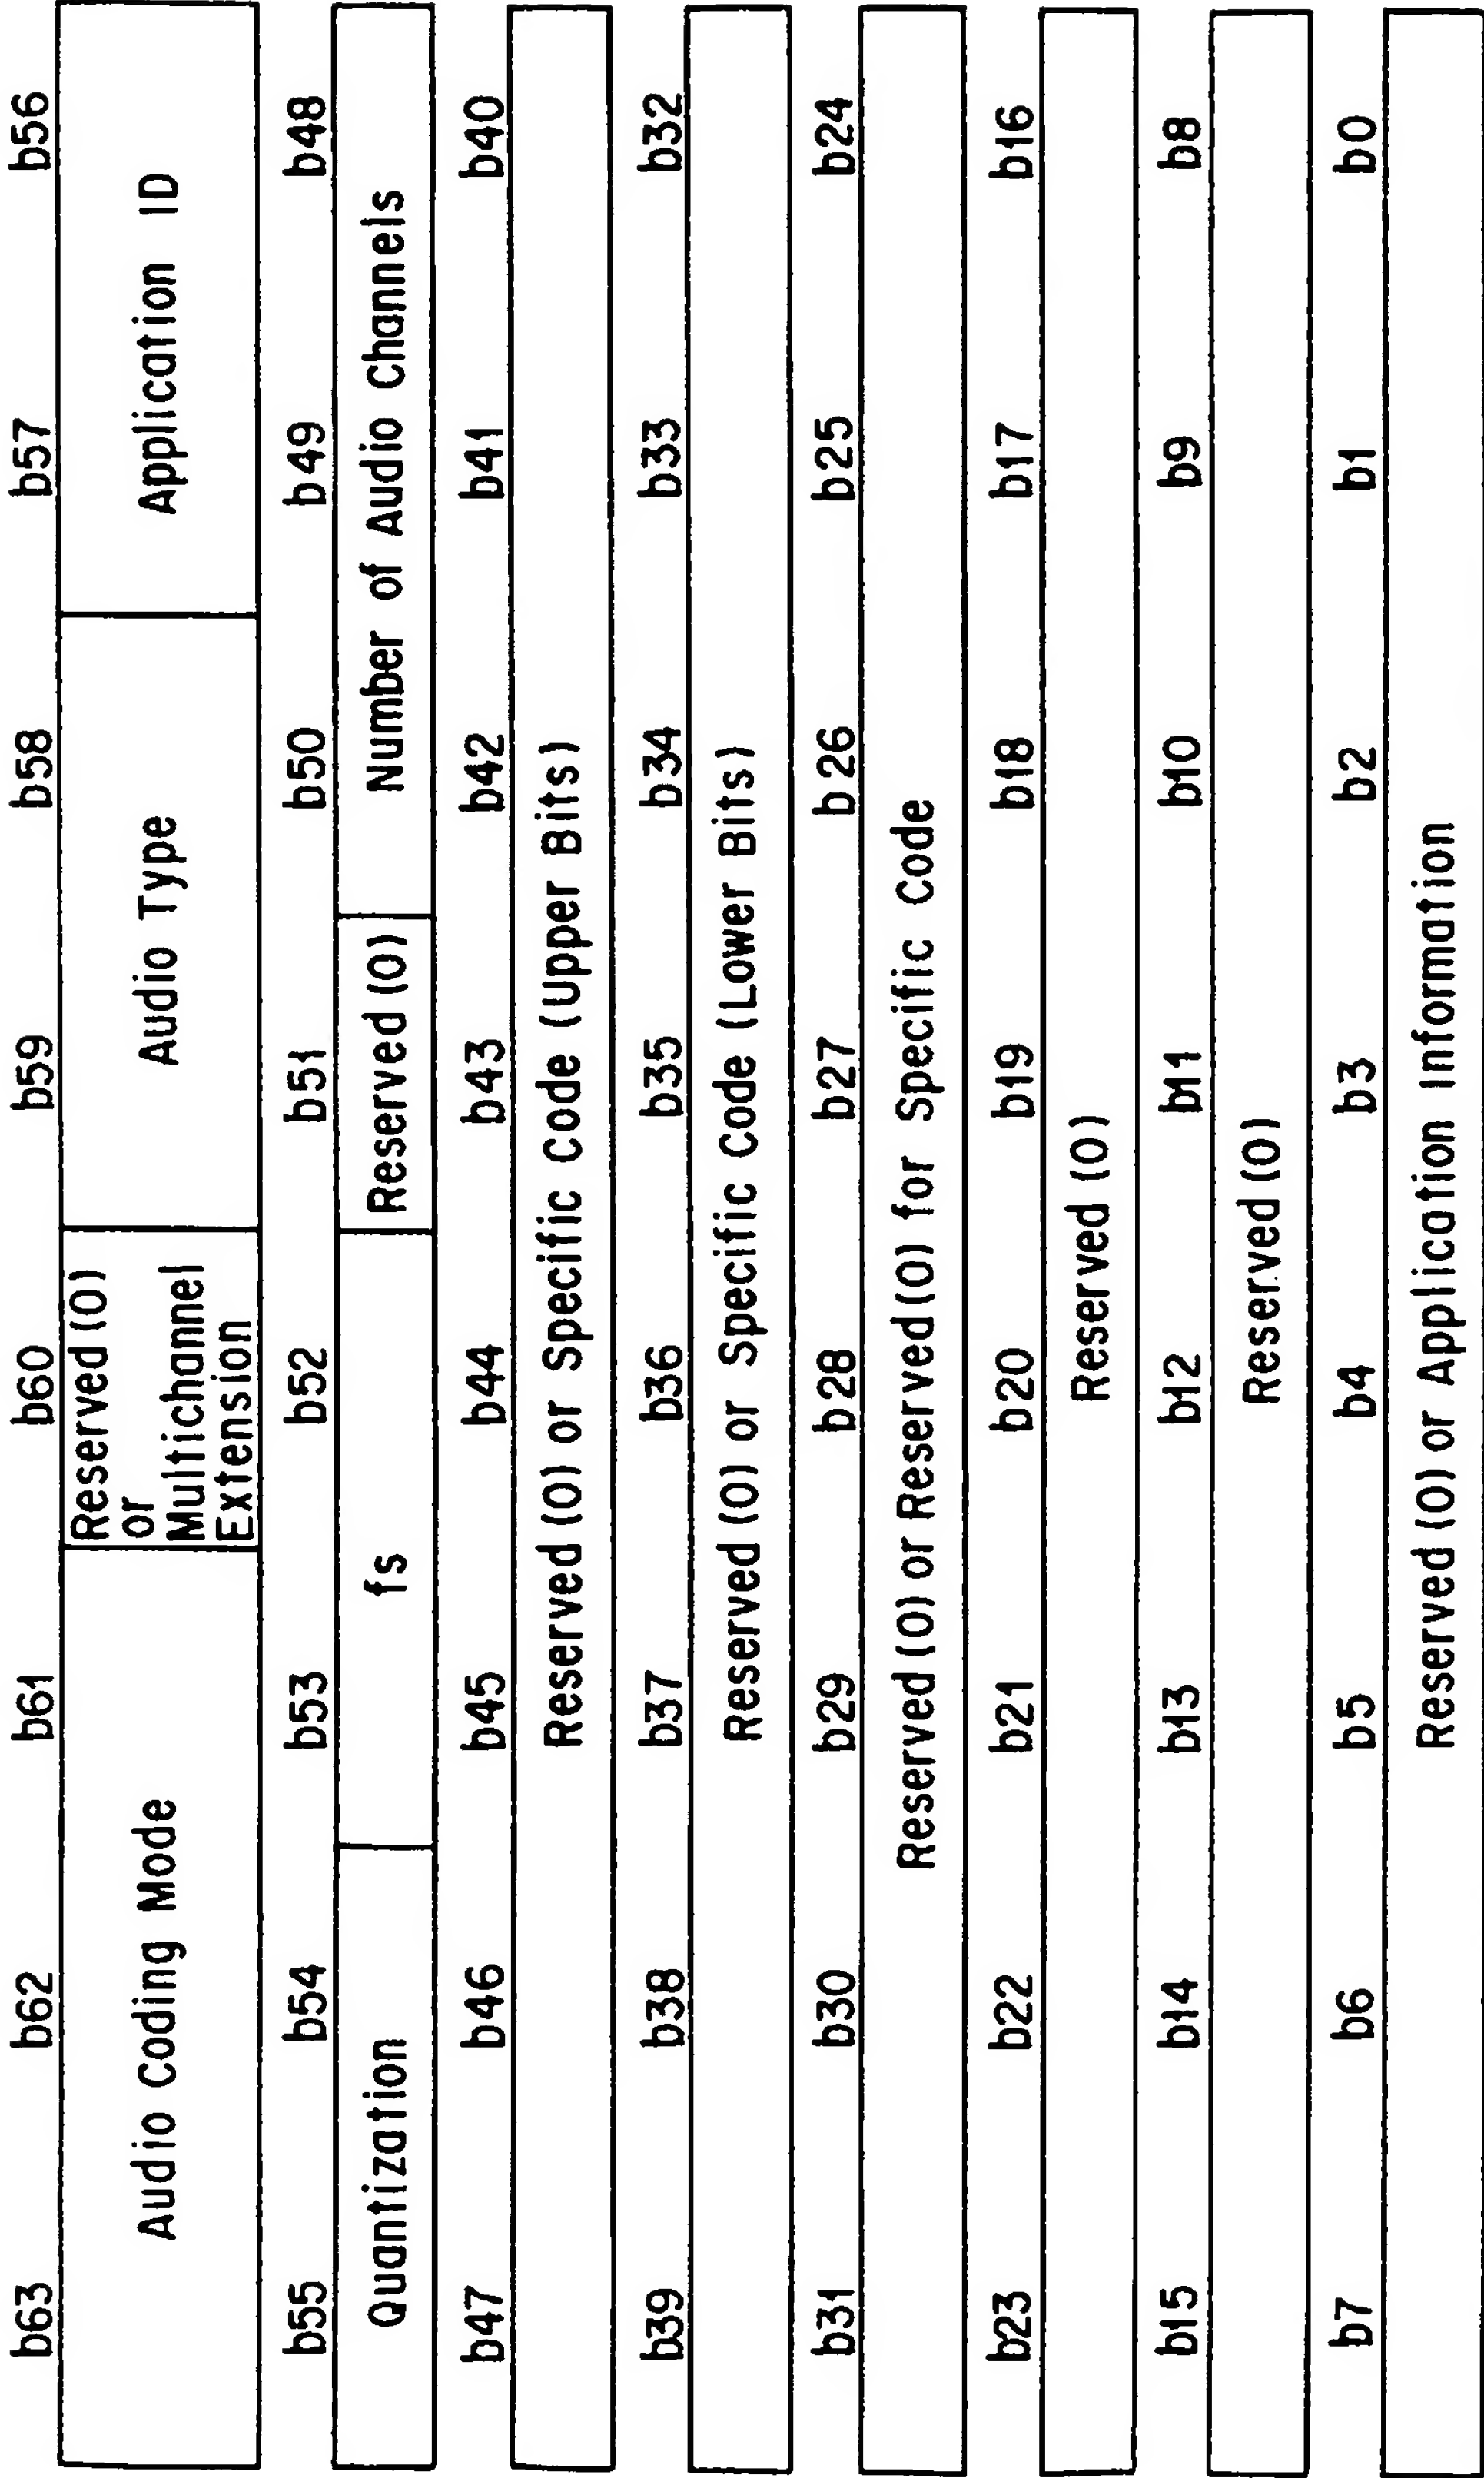 b63 b62 b61 b60 b59 b58 b57 b56
Audio Coding Mode
Reserved (0)
or
Multichannel
Extension
Audio Type
Application ID
b55 b54 b53 b52 b51 b50 b49 b48
Quantization
fs
Reserved (0)
Number of Audio Channels
b47 b46 b45 b44 b43 b42 b41 b40
Reserved (0) or Specific Code (Upper Bits)
b39 b38 b37 b36 b35 b34 b33 b32
Reserved (0) or Specific Code (Lower Bits)
b31 b30 b29 b28 b27 b26 b25 b24
Reserved (0) or Reserved (0) for Specific Code
b23 b22 b21 b20 b19 b18 b17 b16
Reserved (0)
b15 b14 b13 b12 b11 b10 b9 b8
Reserved (0)
b7 b6 b5 b4 b3 b2 b1 b0
Reserved (0) or Application Information